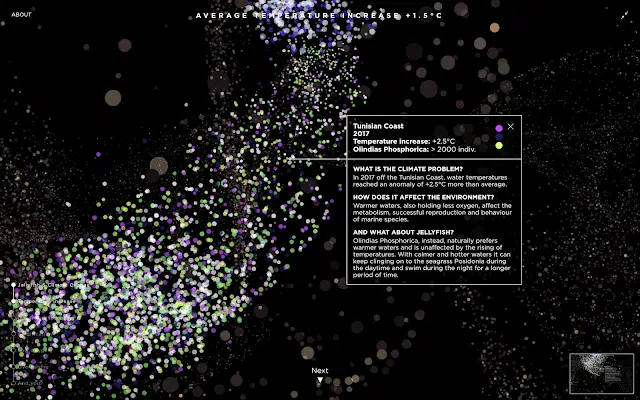 ABOUT
AVERAGE TEMPERATURE INCREASE +1.5°C
Tunisian Coast
2017
Temperature increase: +2.5°C
Olindias Phosphorica: > 2000 indiv.
WHAT IS THE CLIMATE PROBLEM?
In 2017 off the Tunisian Coast, water temperatures
reached an anomaly of +2.5°C more than average.
HOW DOES IT AFFECT THE ENVIRONMENT?
Warmer waters, also holding less oxygen, affect the
metabolism, successful reproduction and behaviour
of marine species.
AND WHAT ABOUT JELLYFISH?
Olindias Phosphorica, instead, naturally prefers
warmer waters and is unaffected by the rising of
temperatures. With calmer and hotter waters it can
keep clinging on to the seagrass Posidonia during
the daytime and swim during the night for a longer
period of time.
Next